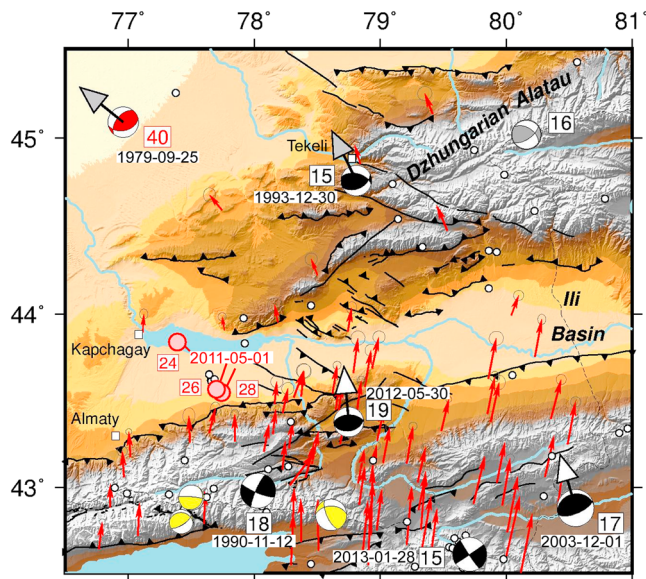 77° 78° 79° 80° 81°
45°
44°
43°
40
1979-09-25
Tekeli
15
1993-12-30
Dzhungarian Alatau
16
Ili
Basin
Kapchagay
24
2011-05-01
26
28
2012-05-30
19
Almaty
18
1990-11-12
2013-01-28
15
17
2003-12-01